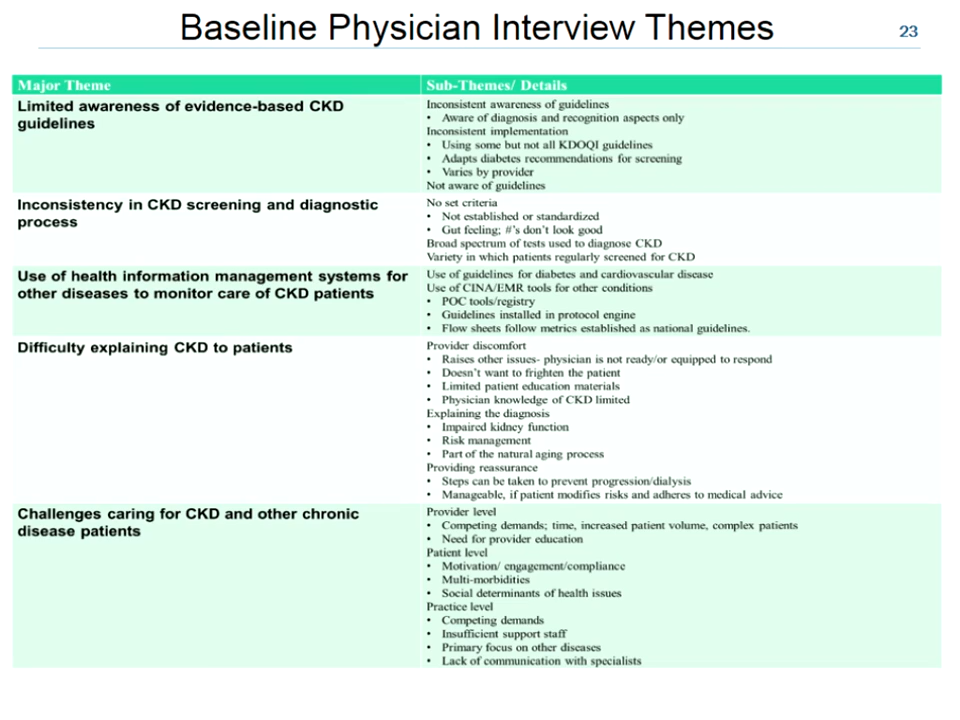 Baseline Physician Interview Themes
23
Major Theme
Sub-Themes/ Details
Limited awareness of evidence-based CKD
guidelines
Inconsistent awareness of guidelines
• Aware of diagnosis and recognition aspects only
Inconsistent implementation
• Using some but not all KDOQI guidelines
• Adapts diabetes recommendations for screening
• Varies by provider
Not aware of guidelines
Inconsistency in CKD screening and diagnostic
process
No set criteria
• Not established or standardized
• Gut feeling; #'s don't look good
Broad spectrum of tests used to diagnose CKD
Variety in which patients regularly screened for CKD
Use of health information management systems for
other diseases to monitor care of CKD patients
Use of guidelines for diabetes and cardiovascular disease
Use of CINA/EMR tools for other conditions
• POC tools/registry
• Guidelines installed in protocol engine
• Flow sheets follow metrics established as national guidelines.
Difficulty explaining CKD to patients
Provider discomfort
• Raises other issues- physician is not ready/or equipped to respond
• Doesn't want to frighten the patient
• Limited patient education materials
• Physician knowledge of CKD limited
Explaining the diagnosis
• Impaired kidney function
• Risk management
• Part of the natural aging process
Providing reassurance
• Steps can be taken to prevent progression/dialysis
• Manageable, if patient modifies risks and adheres to medical advice
Challenges caring for CKD and other chronic
disease patients
Provider level
• Competing demands; time, increased patient volume, complex patients
• Need for provider education
Patient level
• Motivation/ engagement/compliance
• Multi-morbidities
• Social determinants of health issues
Practice level
• Competing demands
• Insufficient support staff
• Primary focus on other diseases
• Lack of communication with specialists